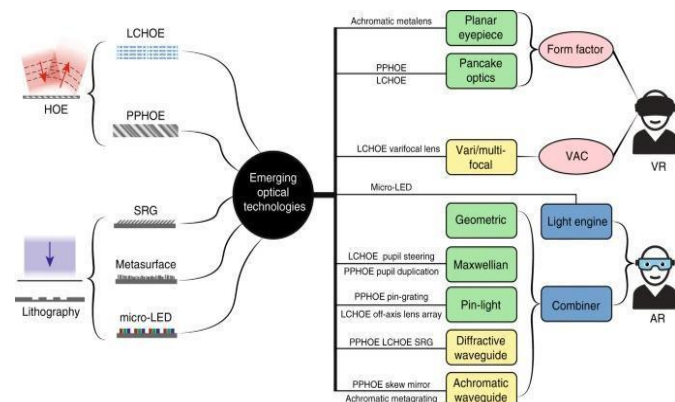 LCHOE
HOE
PPHOE
SRG
Metasurface
Lithography
micro-LED
Emerging
optical
technologies
Achromatic metalens
Planar
eyepiece
PPHOE
LCHOE
Pancake
optics
Form factor
LCHOE varifocal lens
Vari/multi-
focal
VAC
VR
Micro-LED
Geometric
Light engine
LCHOE pupil steering
PPHOE pupil duplication
Maxwellian
PPHOE pin-grating
LCHOE off-axis lens array
Pin-light
Combiner
AR
PPHOE LCHOE SRG
Diffractive
waveguide
PPHOE skew mirror
Achromatic metagrating
Achromatic
waveguide